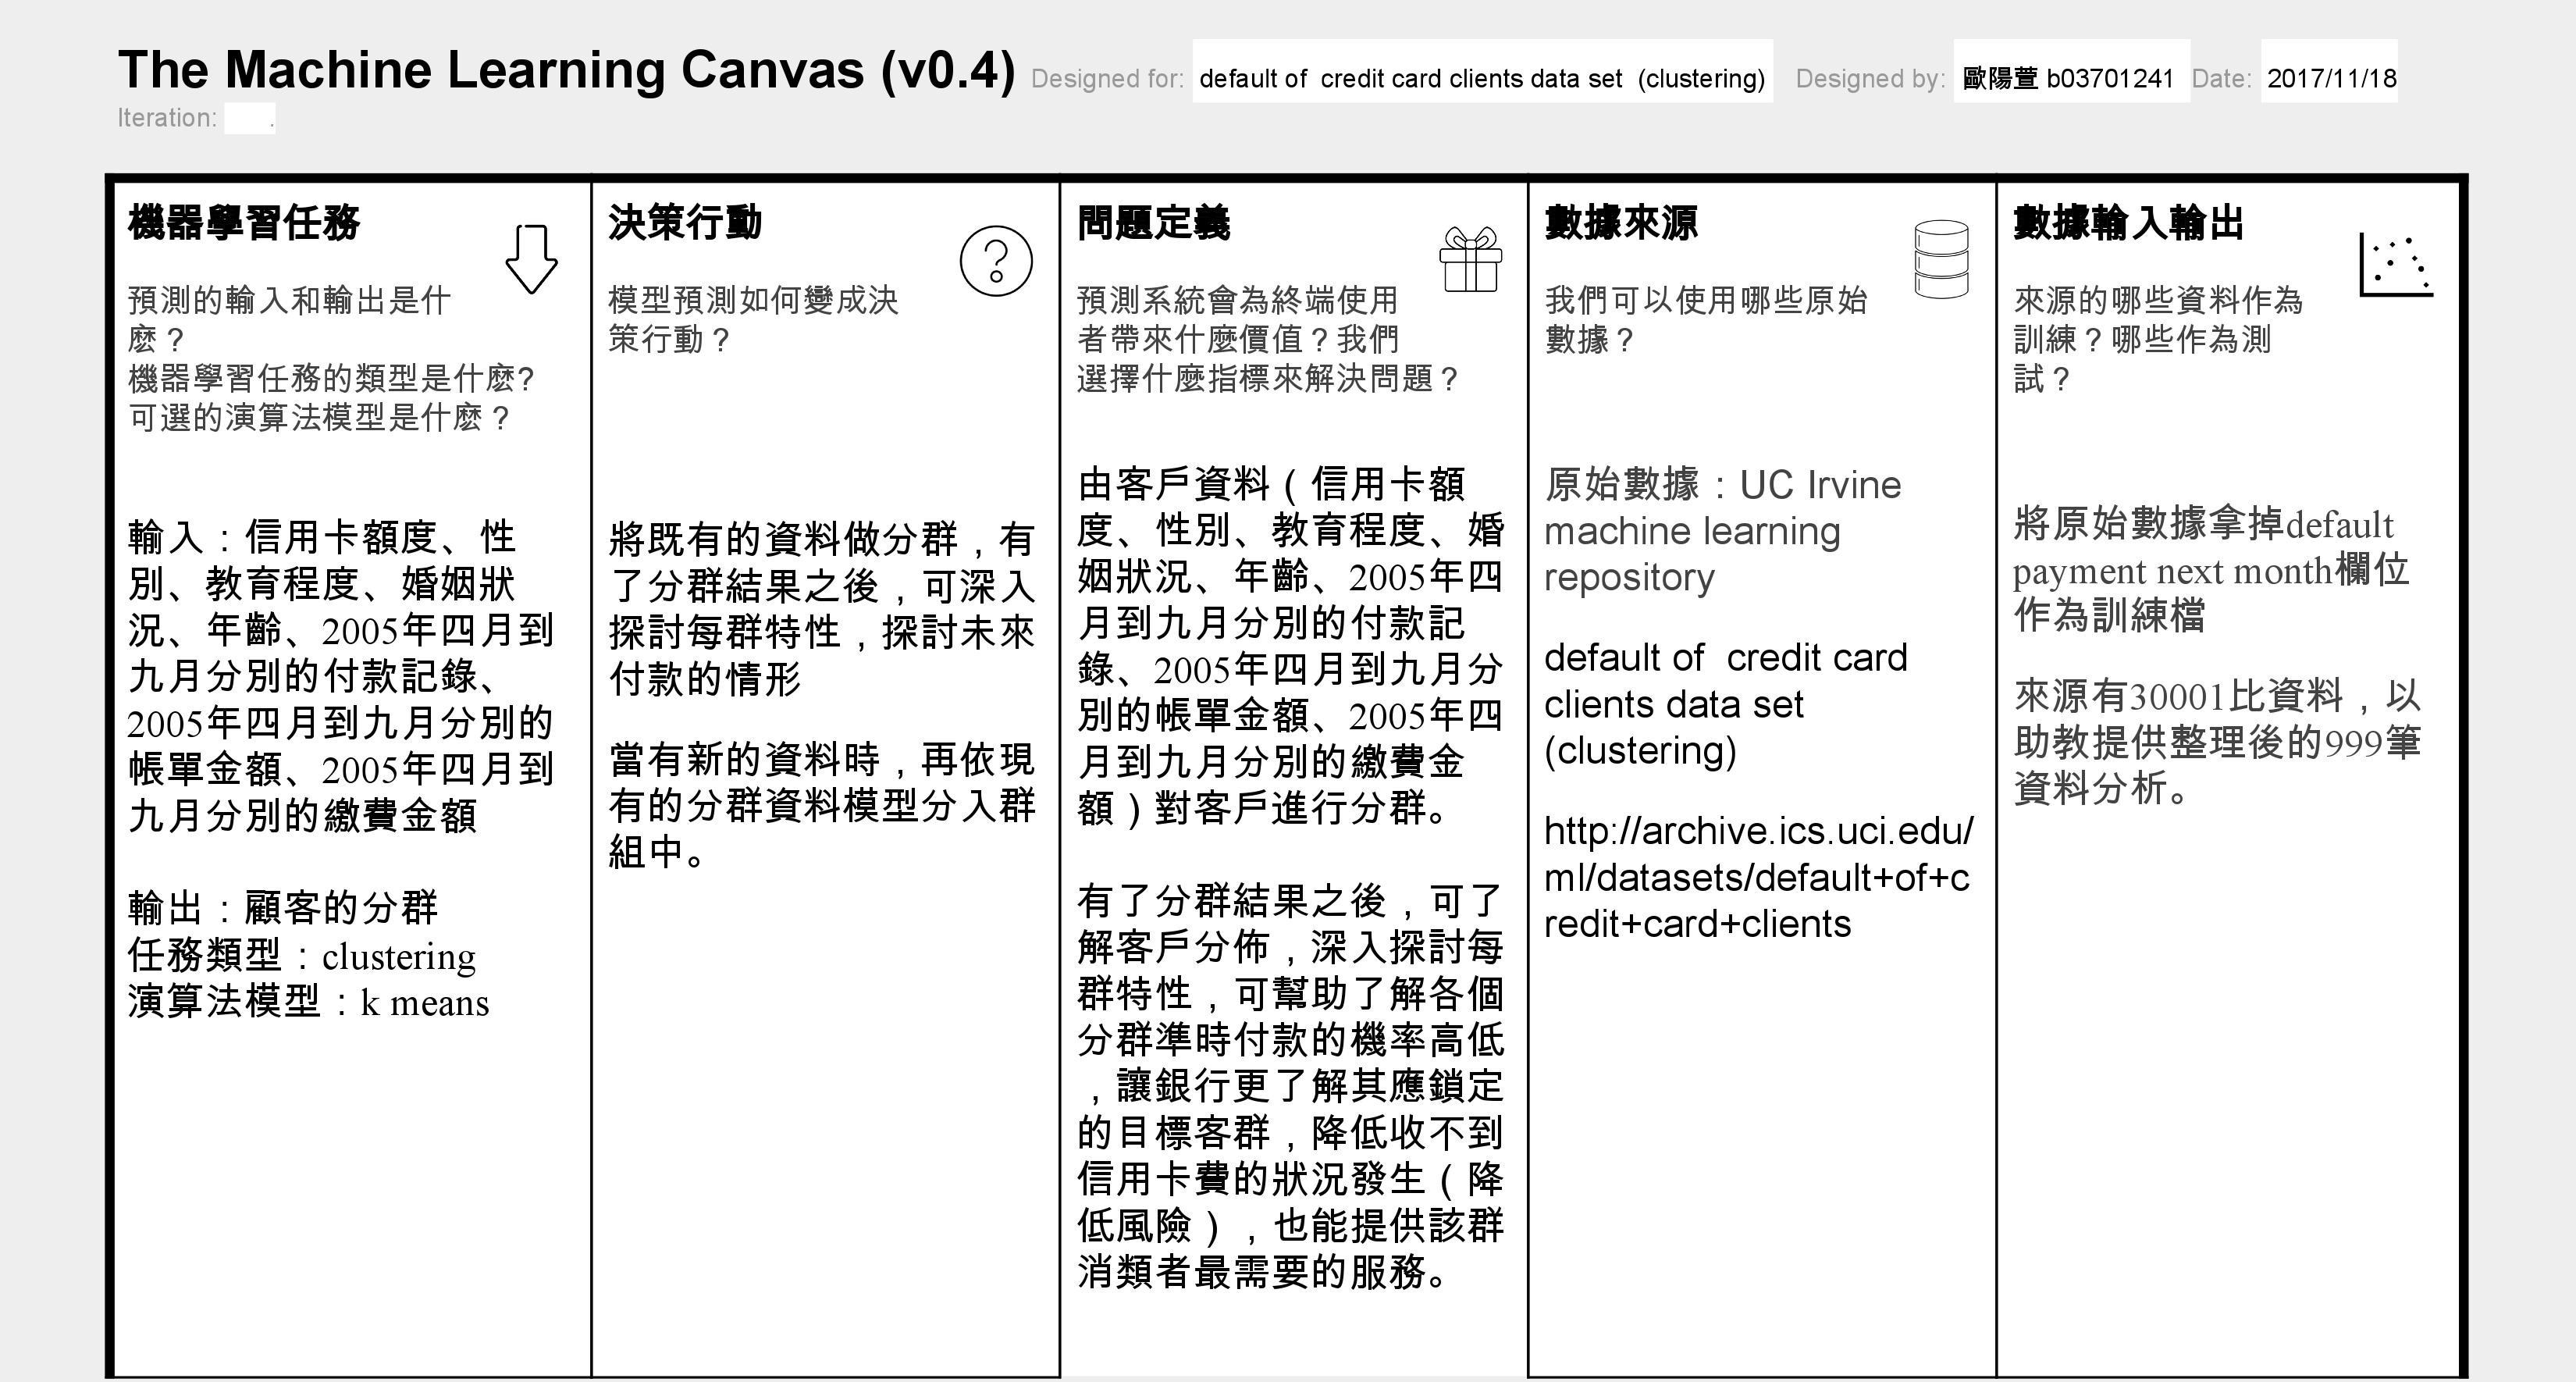 The Machine Learning Canvas (v0.4) Designed for: default of  credit card clients data set  (clustering) Designed by: 歐陽萱 b03701241 Date: 2017/11/18
Iteration: .
機器學習任務
預測的輸入和輸出是什
麽？
機器學習任務的類型是什麽?
可選的演算法模型是什麽？
輸入：信用卡額度、性
別、教育程度、婚姻狀
況、年齡、2005年四月到
九月分別的付款記錄、
2005年四月到九月分別的
帳單金額、2005年四月到
九月分別的繳費金額
輸出：顧客的分群
任務類型：clustering
演算法模型：k means
決策行動
模型預測如何變成決
策行動？
將既有的資料做分群，有
了分群結果之後，可深入
探討每群特性，探討未來
付款的情形
當有新的資料時，再依現
有的分群資料模型分入群
組中。
問題定義
預測系統會為終端使用
者帶來什麼價值？我們
選擇什麼指標來解決問題？
由客戶資料（信用卡額
度、性別、教育程度、婚
姻狀況、年齡、2005年四
月到九月分別的付款記
錄、2005年四月到九月分
別的帳單金額、2005年四
月到九月分別的繳費金
額）對客戶進行分群。
有了分群結果之後，可了
解客戶分佈，深入探討每
群特性，可幫助了解各個
分群準時付款的機率高低
，讓銀行更了解其應鎖定
的目標客群，降低收不到
信用卡費的狀況發生（降
低風險），也能提供該群
消類者最需要的服務。
數據來源
我們可以使用哪些原始
數據？
原始數據：UC Irvine
machine learning
repository
default of  credit card
clients data set
(clustering)
http://archive.ics.uci.edu/
ml/datasets/default+of+c
redit+card+clients
數據輸入輸出
來源的哪些資料作為
訓練？哪些作為測
試？
將原始數據拿掉default
payment next month欄位
作為訓練檔
來源有30001比資料，以
助教提供整理後的999筆
資料分析。